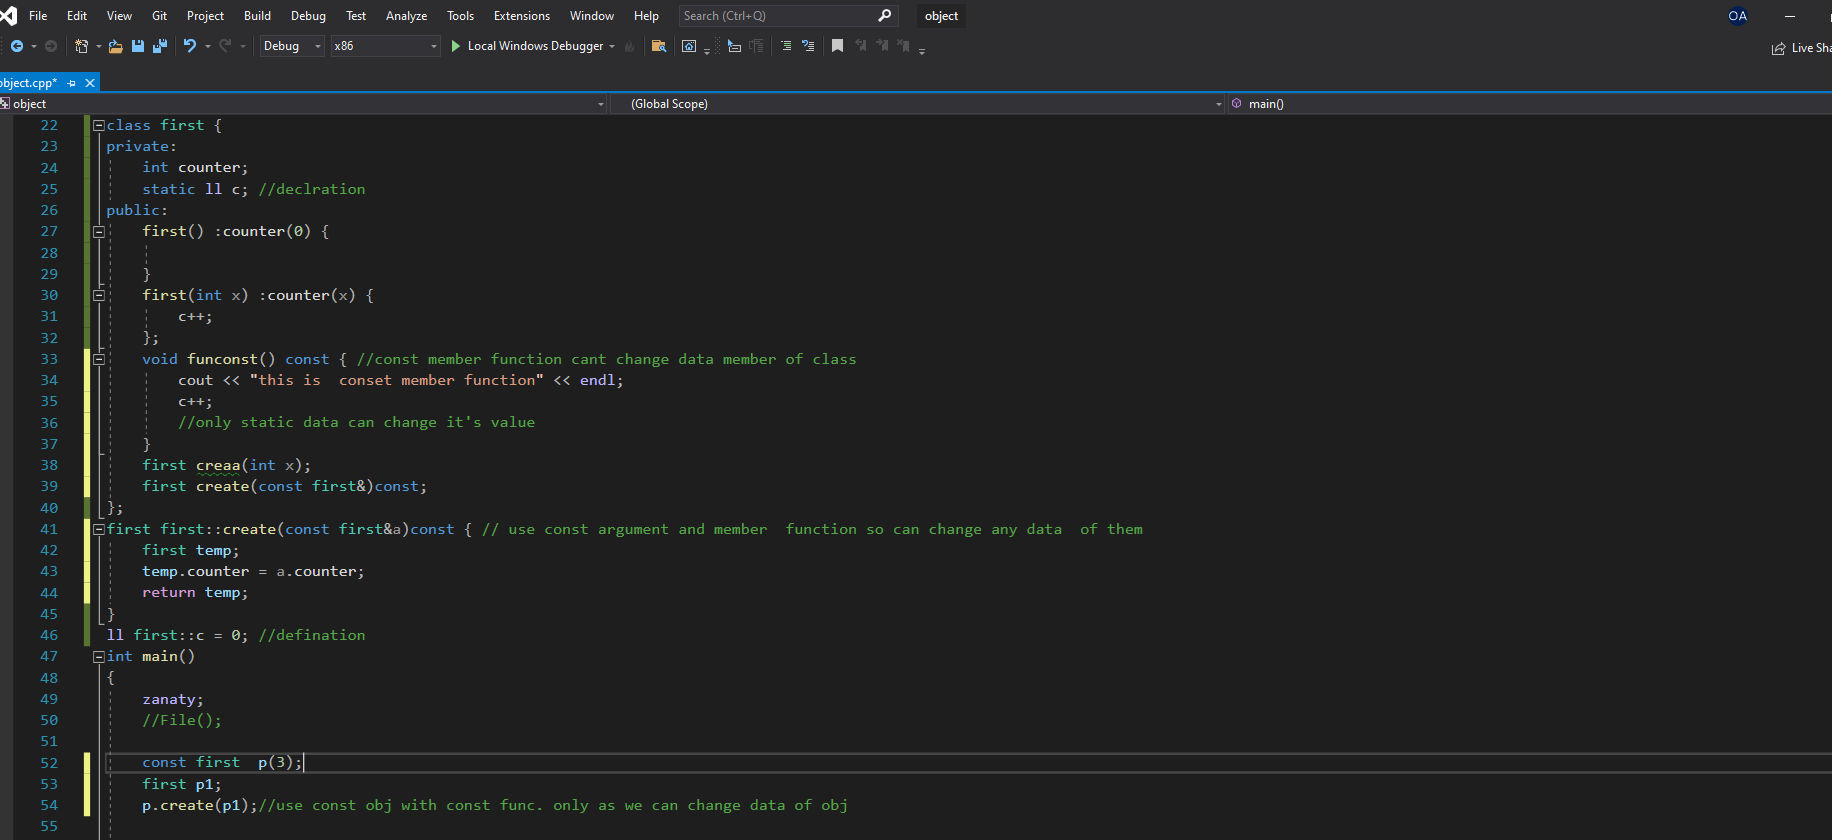 File Edit View Git Project Build Debug Test Analyze Tools Extensions Window Help Search (Ctrl+Q) object OA
Debug x86 Local Windows Debugger Live Sha
object.cpp*
object (Global Scope) main()
22 class first {
23 private:
24 int counter;
25 static ll c; //declration
26 public:
27 first() :counter(0) {
28
29 }
30 first(int x) :counter(x) {
31 c++;
32 };
33 void funconst() const { //const member function cant change data member of class
34 cout << "this is  conset member function" << endl;
35 c++;
36 //only static data can change it's value
37 }
38 first creaa(int x);
39 first create(const first&)const;
40 };
41 first first::create(const first&a)const { // use const argument and member  function so can change any data  of them
42 first temp;
43 temp.counter = a.counter;
44 return temp;
45 }
46 ll first::c = 0; //defination
47 int main()
48 {
49 zanaty;
50 //File();
51
52 const first  p(3);
53 first p1;
54 p.create(p1);//use const obj with const func. only as we can change data of obj
55